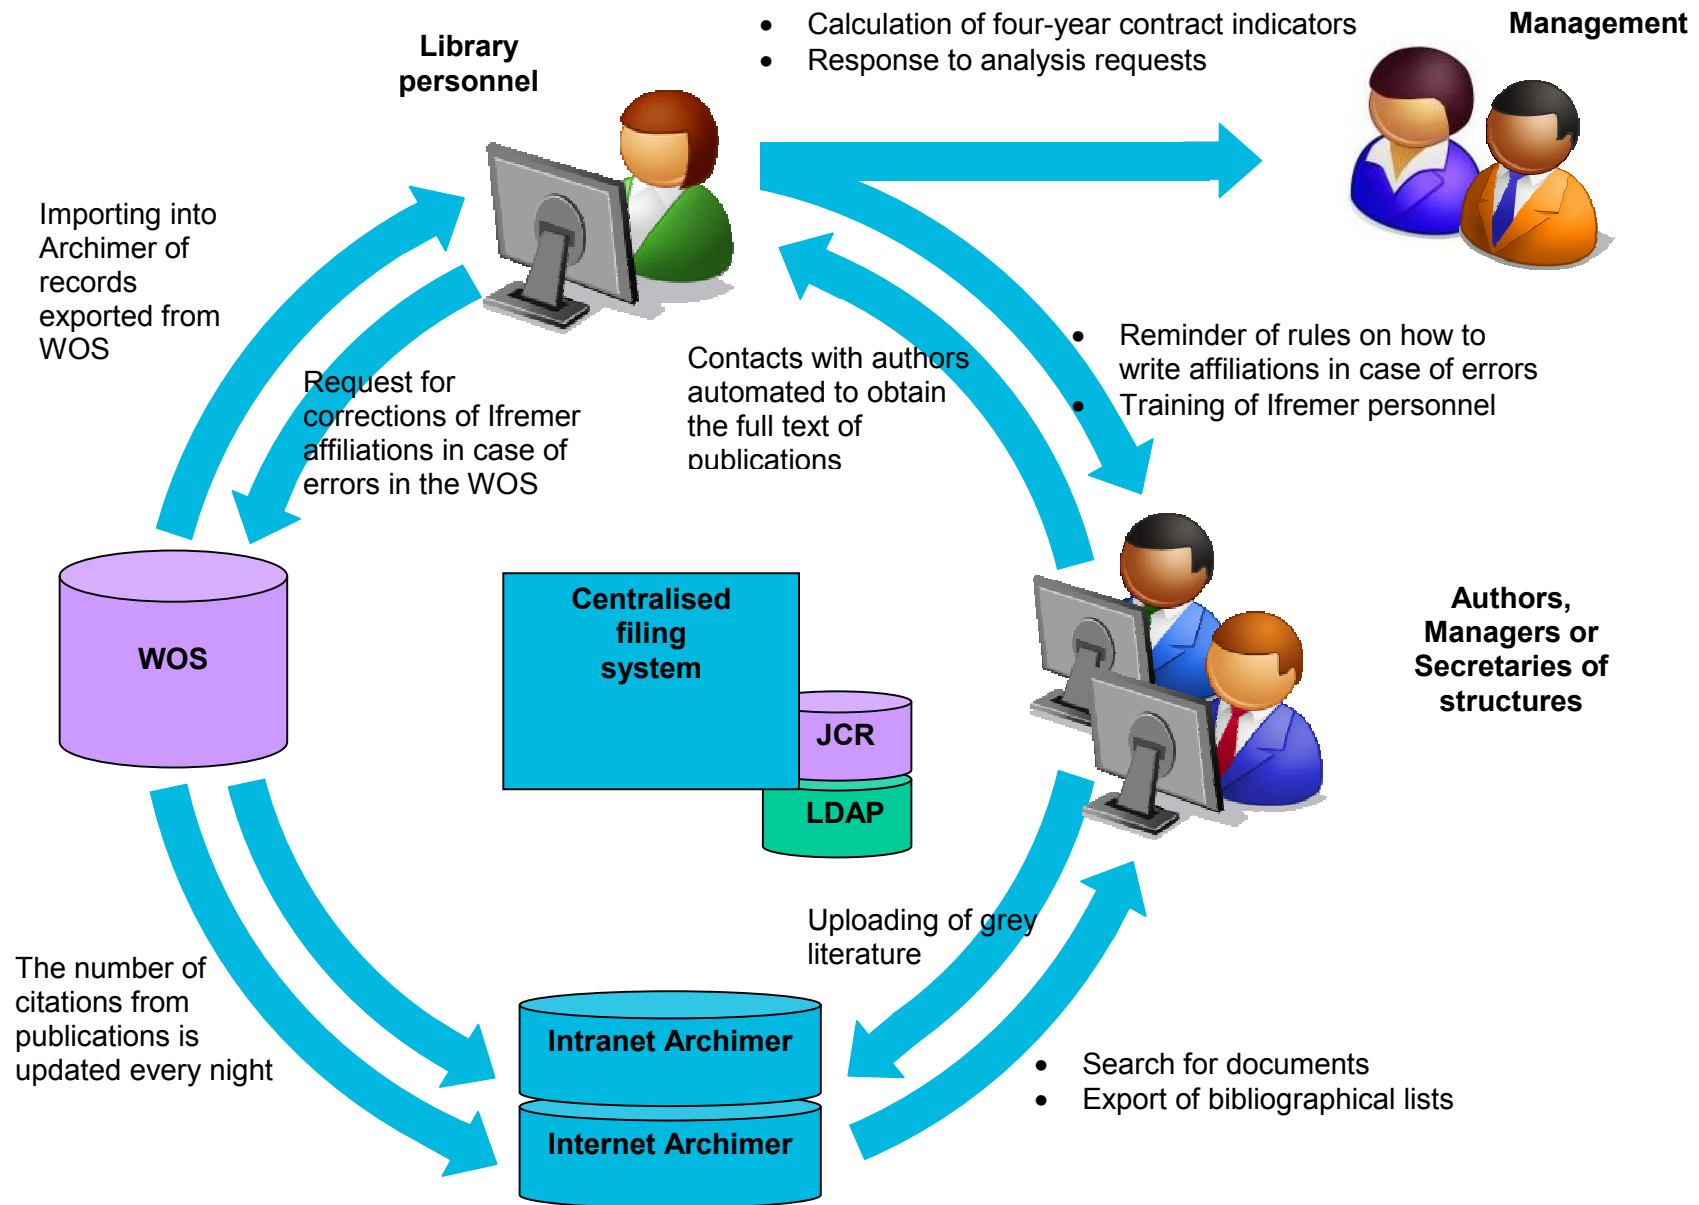 Library
personnel
• Calculation of four-year contract indicators
• Response to analysis requests
Management
Importing into
Archimer of
records
exported from
WOS
Request for
corrections of Ifremer
affiliations in case of
errors in the WOS
Contacts with authors
automated to obtain
the full text of
publications
• Reminder of rules on how to
write affiliations in case of errors
• Training of Ifremer personnel
WOS
Centralised
filing
system
JCR
LDAP
Authors,
Managers or
Secretaries of
structures
Uploading of grey
literature
The number of
citations from
publications is
updated every night
Intranet Archimer
Internet Archimer
• Search for documents
• Export of bibliographical lists